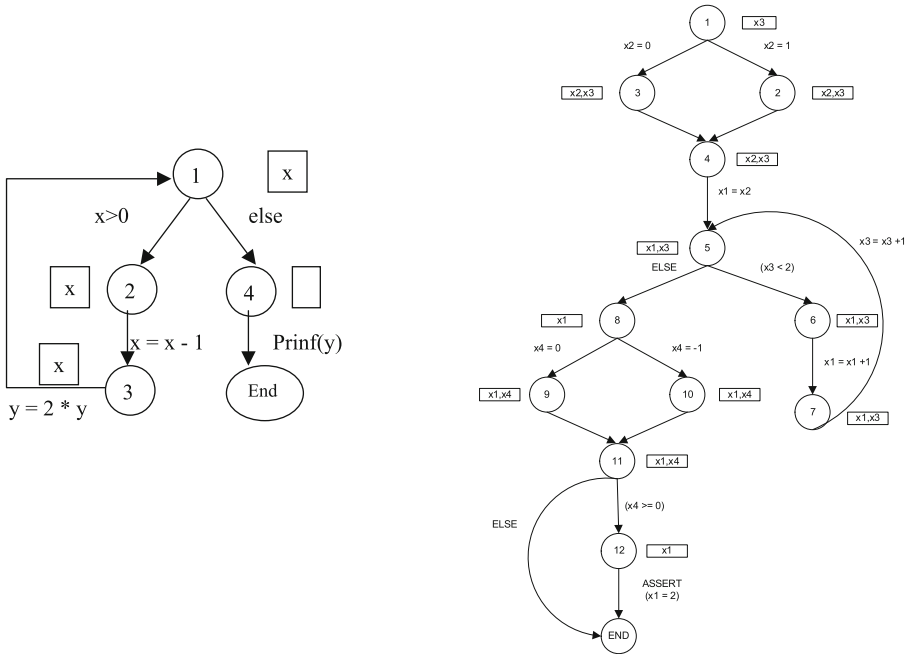 1
x
x>0
else
x
2
4
x = x - 1
Prinf(y)
x
3
End
y = 2 * y
1
x3
x2 = 0
x2 = 1
x2,x3
3
2
x2,x3
4
x2,x3
x1 = x2
x3 = x3 +1
x1,x3
5
ELSE
(x3 < 2)
x1
8
6
x1,x3
x4 = 0
x4 = -1
x1 = x1 +1
x1,x4
9
10
x1,x4
7
x1,x3
11
x1,x4
(x4 >= 0)
ELSE
12
x1
ASSERT
(x1 = 2)
END